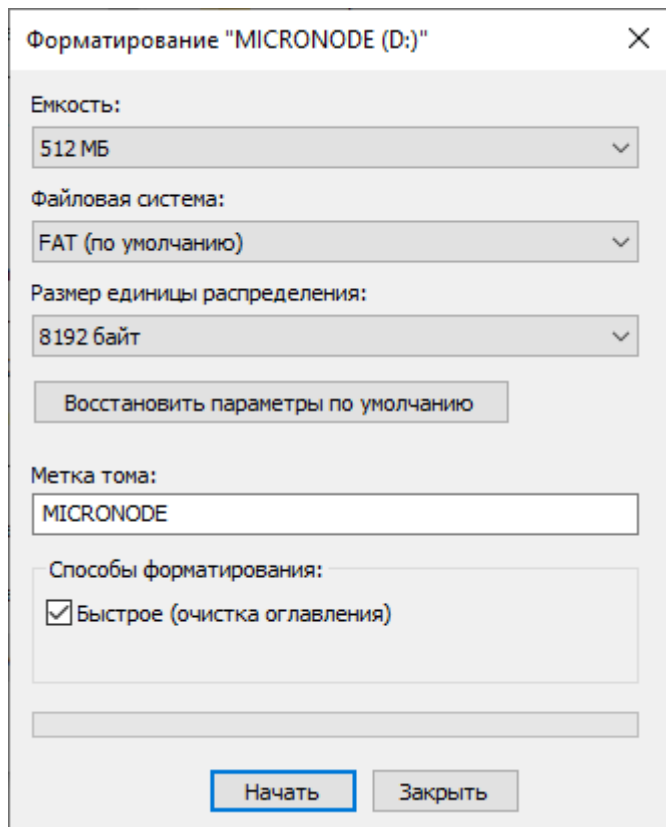 Форматирование "MICRONODE (D:)"
Емкость:
512 МБ
Файловая система:
FAT (по умолчанию)
Размер единицы распределения:
8192 байт
Восстановить параметры по умолчанию
Метка тома:
MICRONODE
Способы форматирования:
Быстрое (очистка оглавления)
Начать
Закрыть